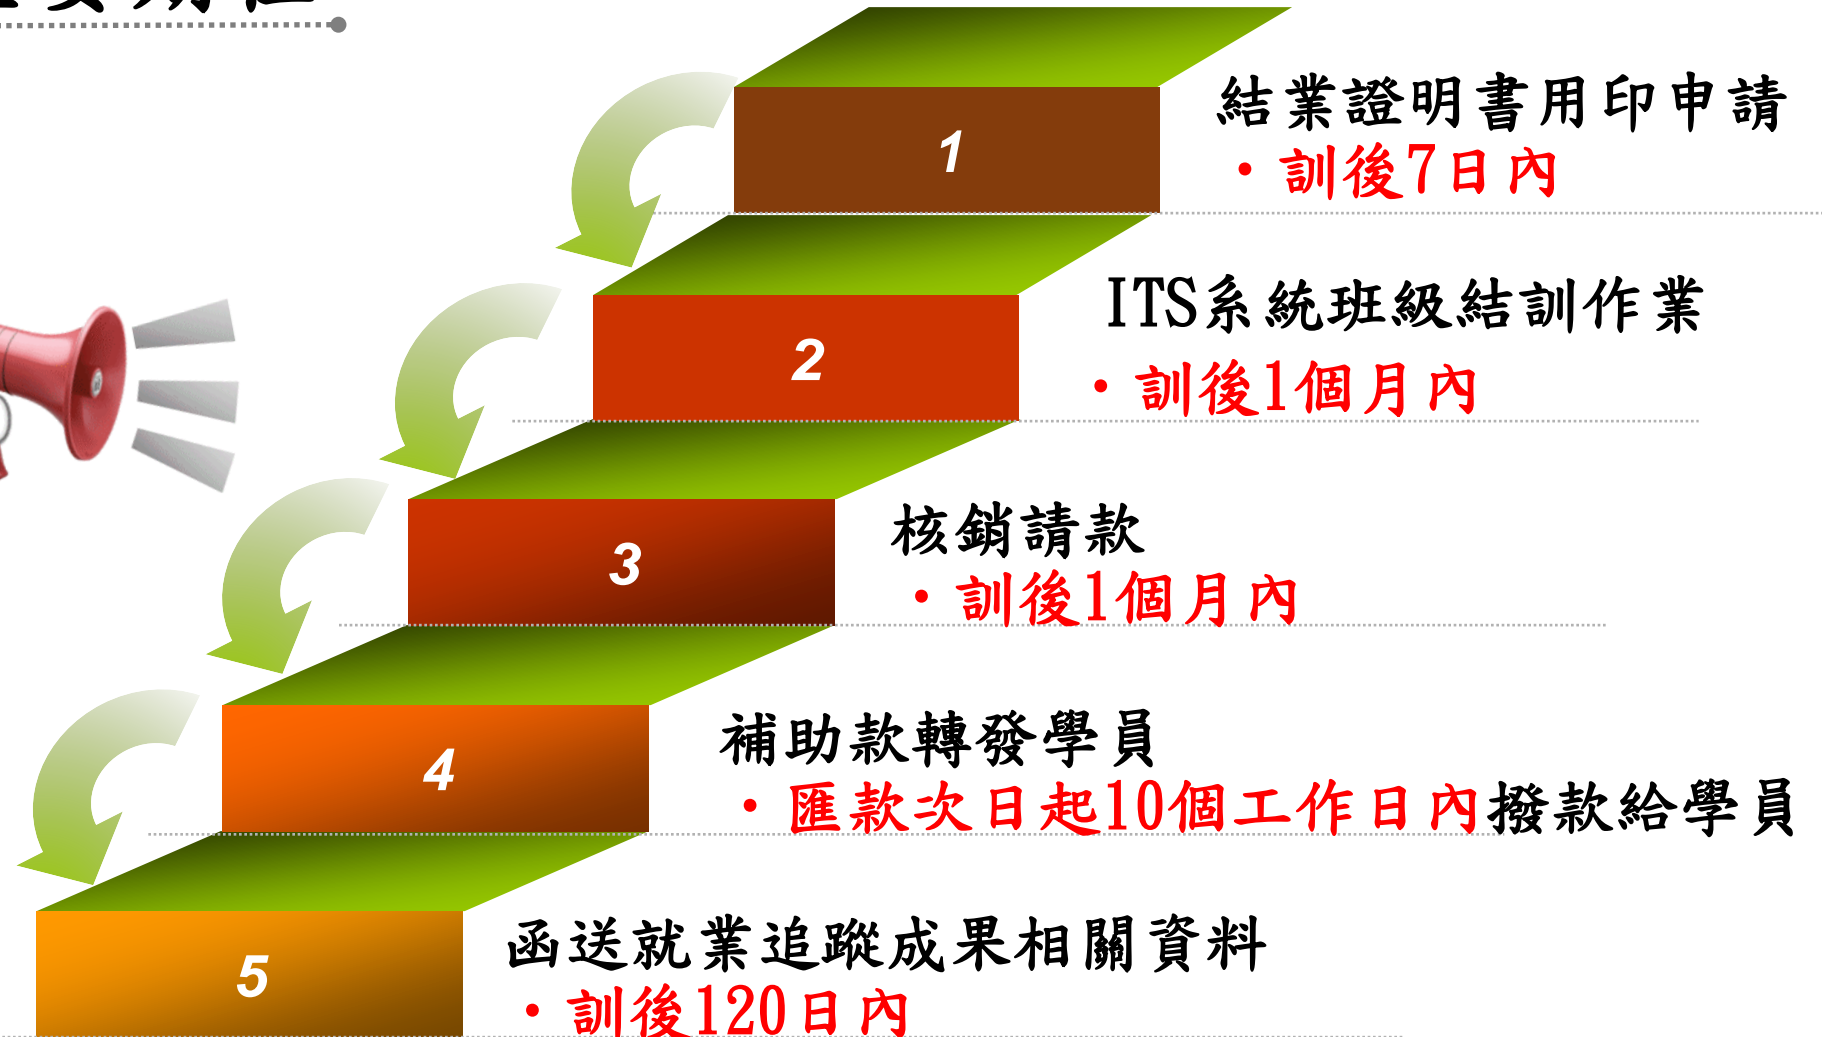 1
結業證明書用印申請
•訓後7日內
2
ITS系統班級結訓作業
•訓後1個月內
3
核銷請款
•訓後1個月內
4
補助款轉發學員
•匯款次日起10個工作日內撥款給學員
5
函送就業追蹤成果相關資料
•訓後120日內